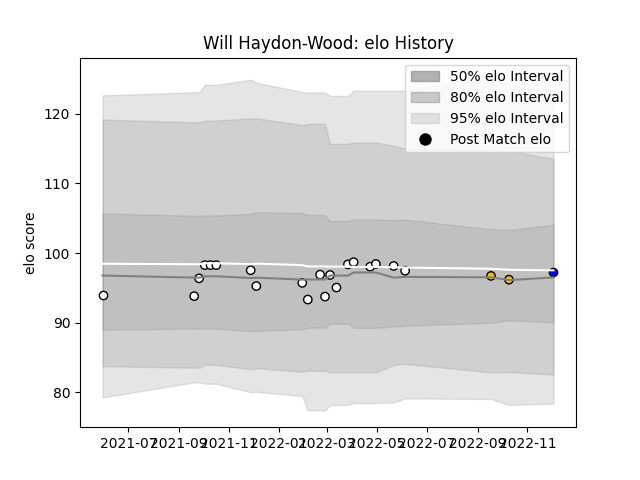 Will Haydon-Wood: elo History
50% elo Interval
80% elo Interval
95% elo Interval
Post Match elo
elo score
120
110
100
90
80
2021-07 2021-09 2021-11 2022-01 2022-03 2022-05 2022-07 2022-09 2022-11